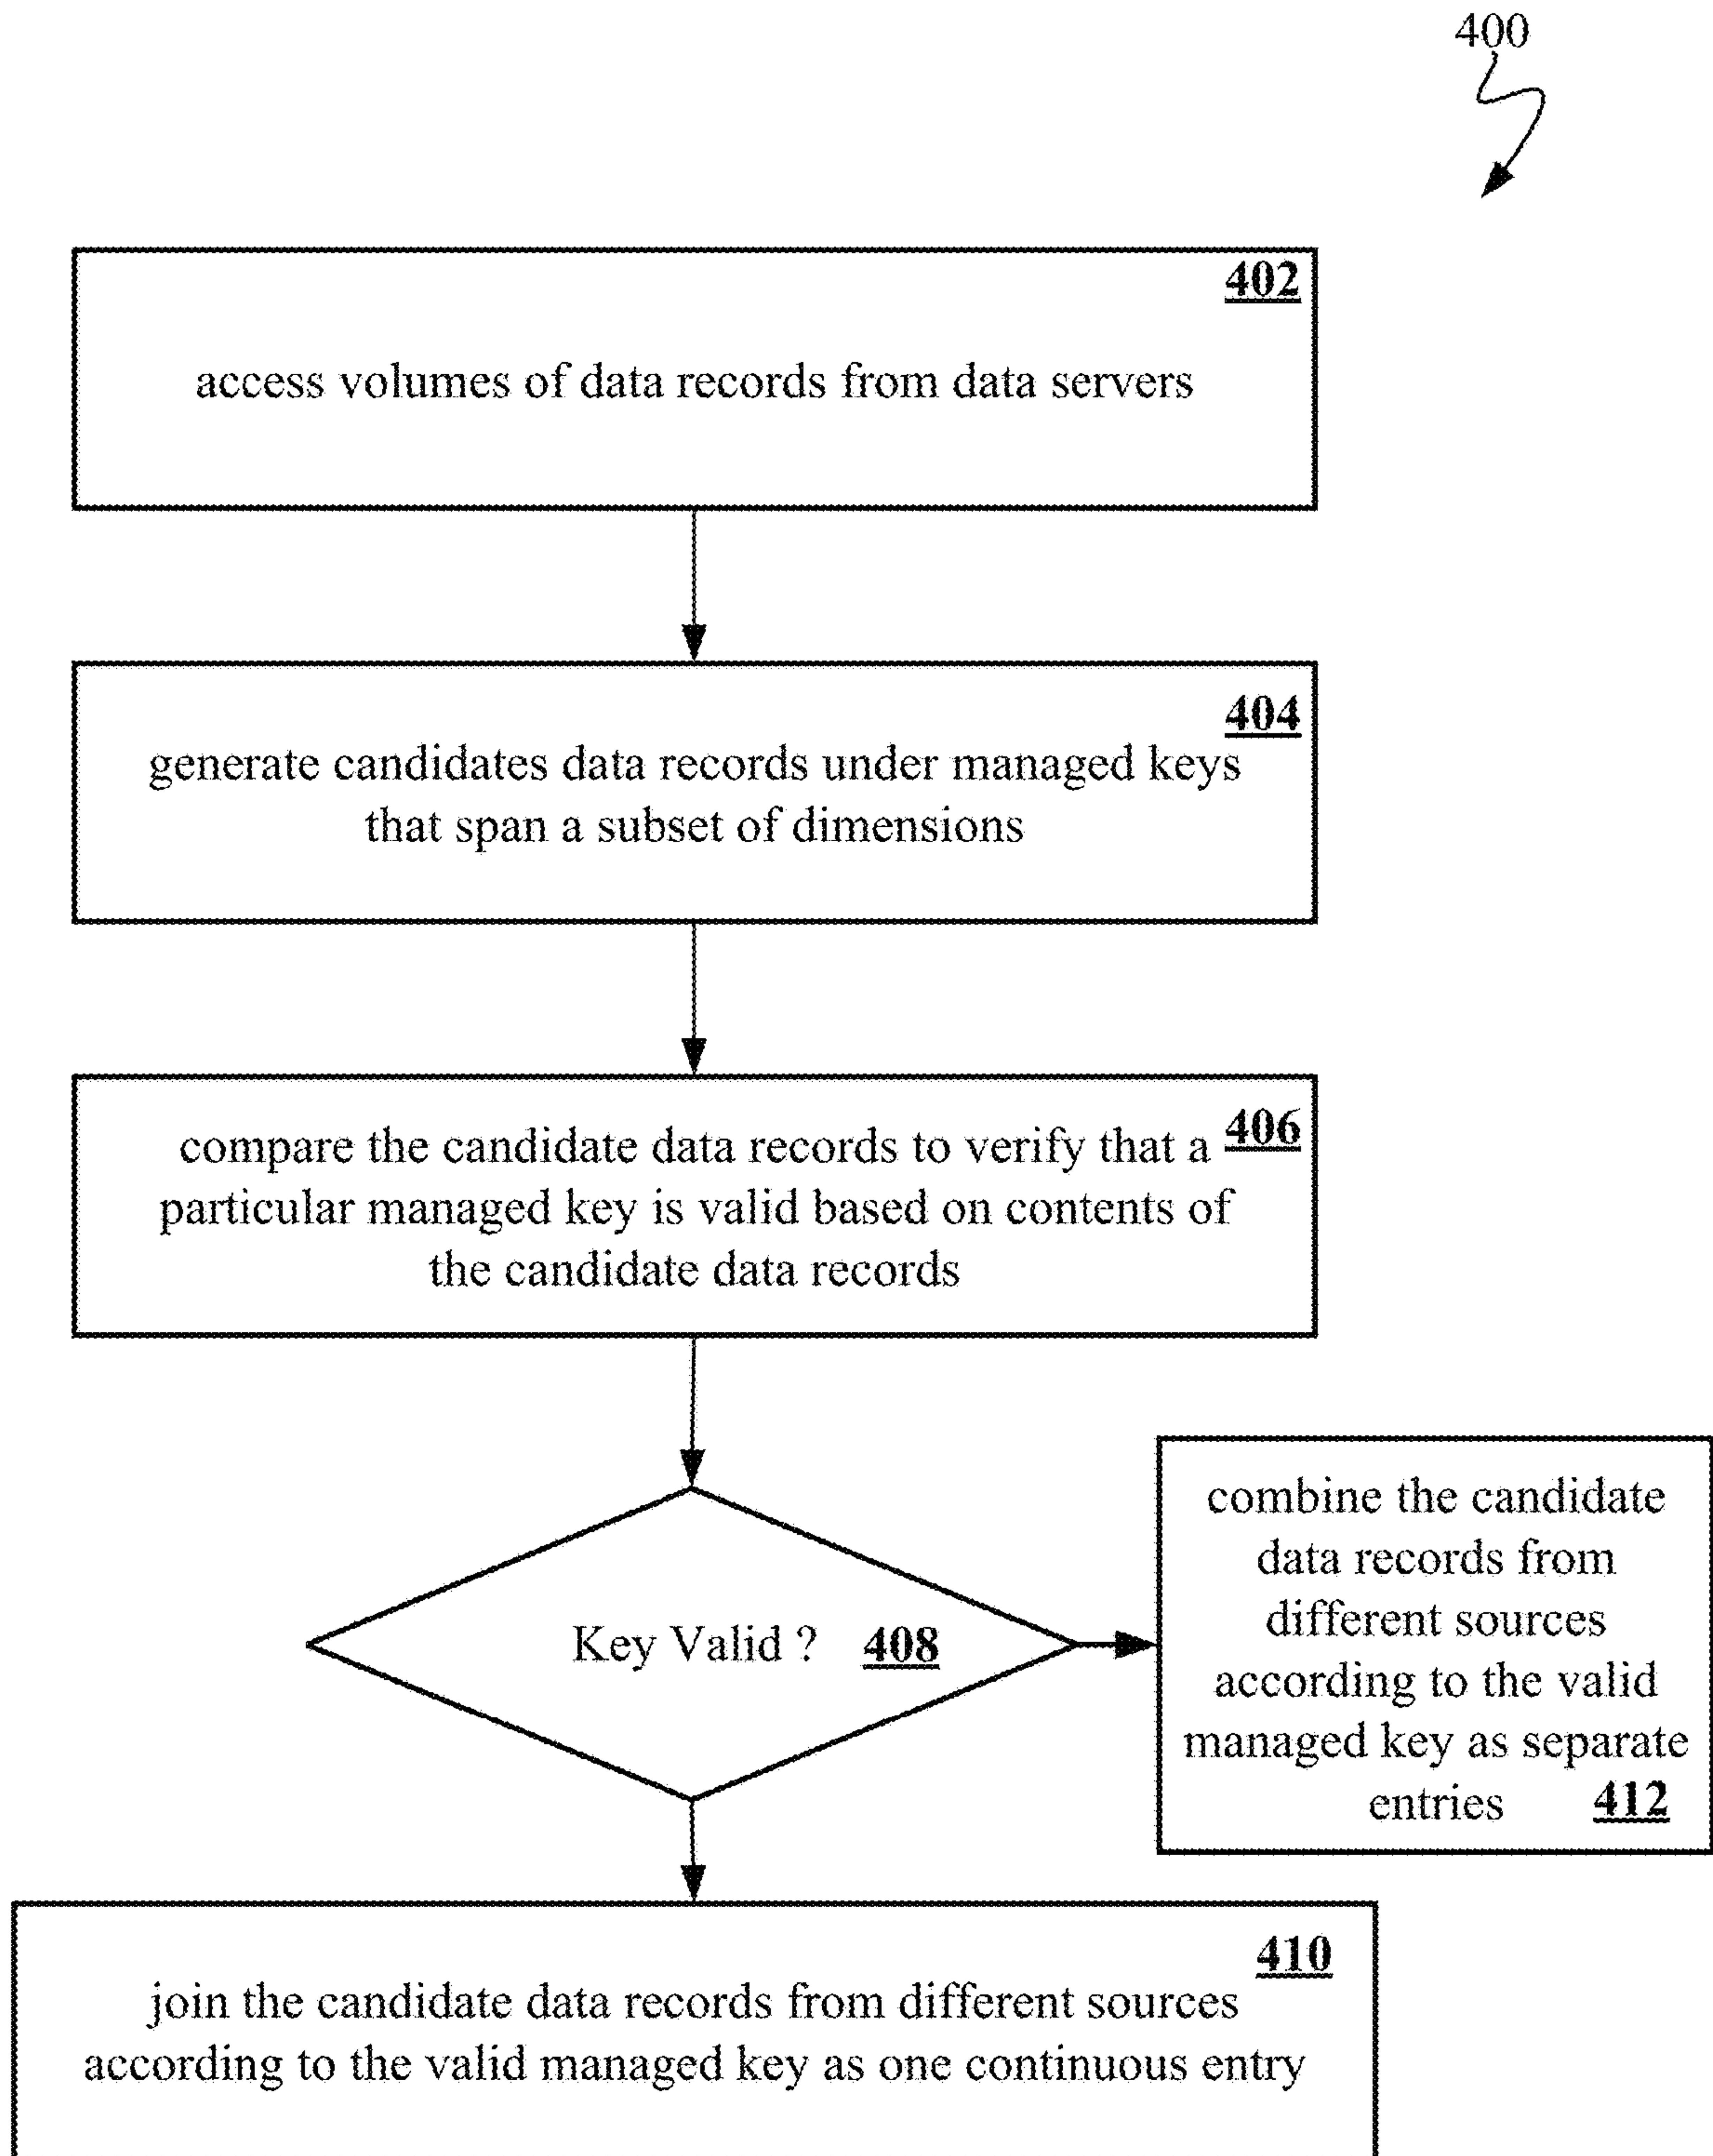 400
402
access volumes of data records from data servers
404
generate candidates data records under managed keys
that span a subset of dimensions
406
compare the candidate data records to verify that a
particular managed key is valid based on contents of
the candidate data records
Key Valid ? 408
combine the candidate
data records from
different sources
according to the valid
managed key as separate
entries 412
410
join the candidate data records from different sources
according to the valid managed key as one continuous entry